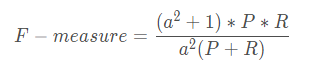 F − measure = (a² + 1) * P * R / a²(P + R)